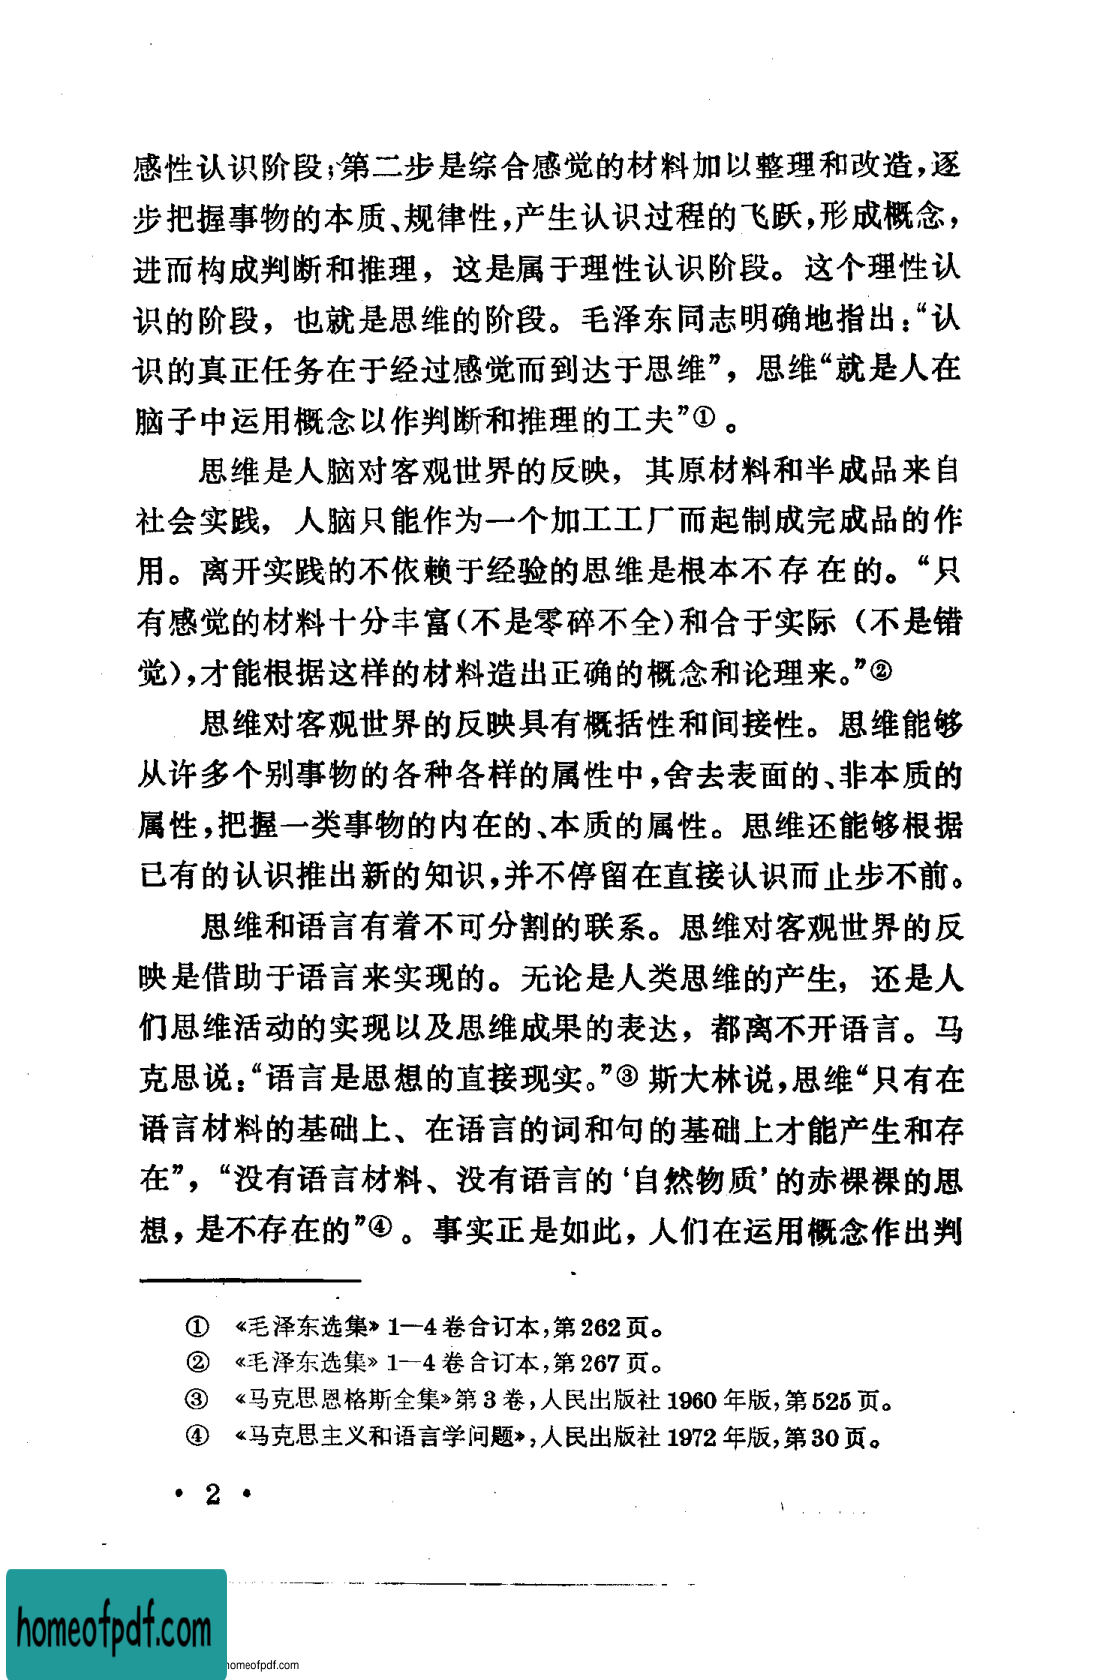 感性认识阶段;第二步是综合感觉的材料加以整理和改造,逐
步把握事物的本质、规律性,产生认识过程的飞跃,形成概念,
进而构成判断和推理，这是属于理性认识阶段。这个理性认
识的阶段，也就是思维的阶段。毛泽东同志明确地指出:“认
识的真正任务在于经过感觉而到达于思维”，思维“就是人在
脑子中运用概念以作判断和推理的工夫”①。
思维是人脑对客观世界的反映，其原材料和半成品来自
社会实践，人脑只能作为一个加工工厂而起制成完成品的作
用。离开实践的不依赖于经验的思维是根本不存在的。“只
有感觉的材料十分丰富(不是零碎不全)和合于实际（不是错
觉),才能根据这样的材料造出正确的概念和论理来。”②
思维对客观世界的反映具有概括性和间接性。思维能够
从许多个别事物的各种各样的属性中,舍去表面的、非本质的
属性,把握一类事物的内在的、本质的属性。思维还能够根据
已有的认识推出新的知识,并不停留在直接认识而止步不前。
思维和语言有着不可分割的联系。思维对客观世界的反
映是借助于语言来实现的。无论是人类思维的产生，还是人
们思维活动的实现以及思维成果的表达，都离不开语言。马
克思说:“语言是思想的直接现实。”③斯大林说,思维“只有在
语言材料的基础上、在语言的词和句的基础上才能产生和存
在”，“没有语言材料、没有语言的‘自然物质’的赤裸裸的思
想，是不存在的”④。事实正是如此，人们在运用概念作出判
① 《毛泽东选集》1—4卷合订本,第262页。
② 《毛泽东选集》1—4卷合订本,第267页。
③ 《马克思恩格斯全集》第3卷,人民出版社1960年版,第525页。
④ 《马克思主义和语言学问题》,人民出版社1972年版,第30页。
• 2 •
homeofpdf.com
homeofpdf.com